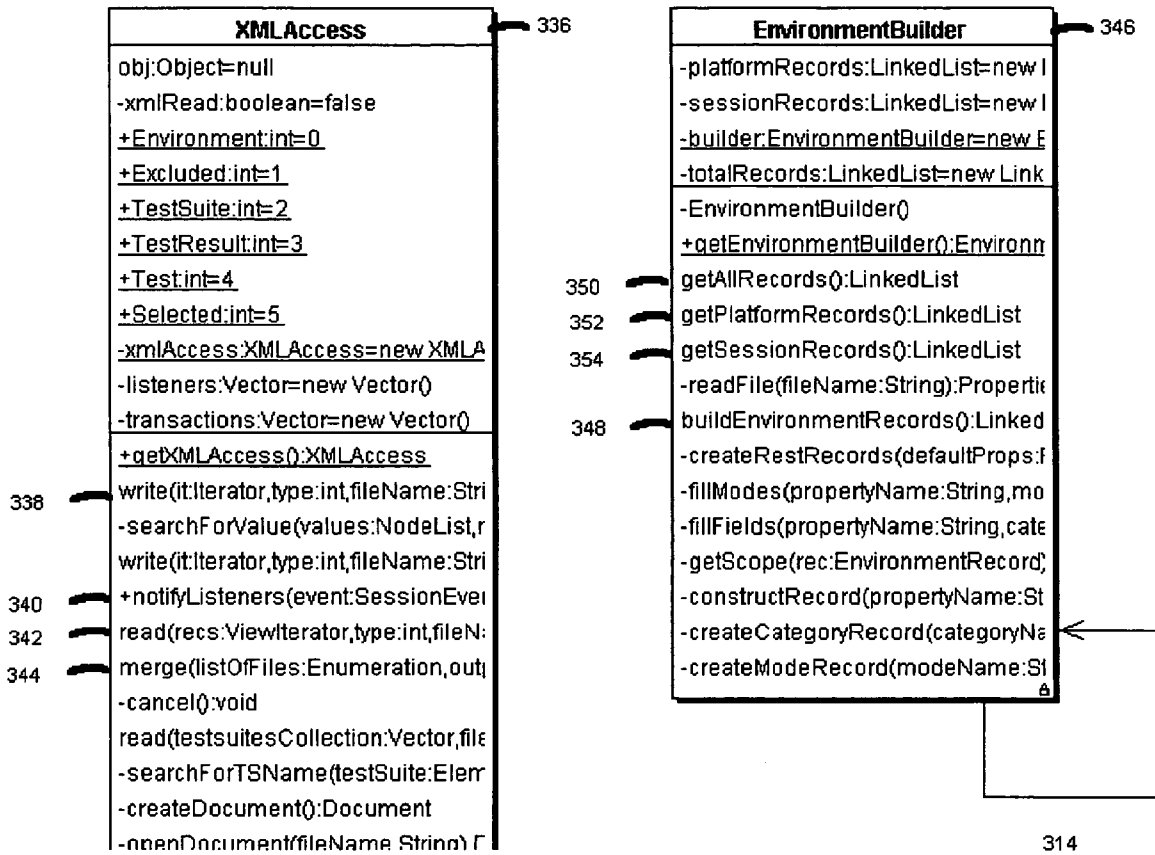 XMLAccess
336
obj:Object=null
-xmlRead:boolean=false
+Environment:int=0
+Excluded:int=1
+TestSuite:int=2
+TestResult:int=3
+Test:int=4
+Selected:int=5
-xmlAccess:XMLAccess=new XMLA
-listeners:Vector=new Vector()
-transactions:Vector=new Vector()
+getXMLAccess():XMLAccess
338
write(it:Iterator,type:int,fileName:Stri
-searchForValue(values:NodeList,r
write(it:Iterator,type:int,fileName:Stri
340
+notifyListeners(event:SessionEve
342
read(recs:ViewIterator,type:int,fileN
344
merge(listOfFiles:Enumeration,out
-cancel():void
read(testsuitesCollection:Vector,file
-searchForTSName(testSuite:Elem
-createDocument():Document
-openDocument(fileName:String):D
EnvironmentBuilder
346
-platformRecords:LinkedList=new l
-sessionRecords:LinkedList=new l
-builder:EnvironmentBuilder=new E
-totalRecords:LinkedList=new Link
-EnvironmentBuilder()
+getEnvironmentBuilder():Environm
350
getAllRecords():LinkedList
352
getPlatformRecords():LinkedList
354
getSessionRecords():LinkedList
-readFile(fileName:String):Propertie
348
buildEnvironmentRecords():Linked
-createRestRecords(defaultProps:F
-fillModes(propertyName:String,mo
-fillFields(propertyName:String,cate
-getScope(rec:EnvironmentRecord)
-constructRecord(propertyName:St
-createCategoryRecord(categoryNa
-createModeRecord(modeName:St
314